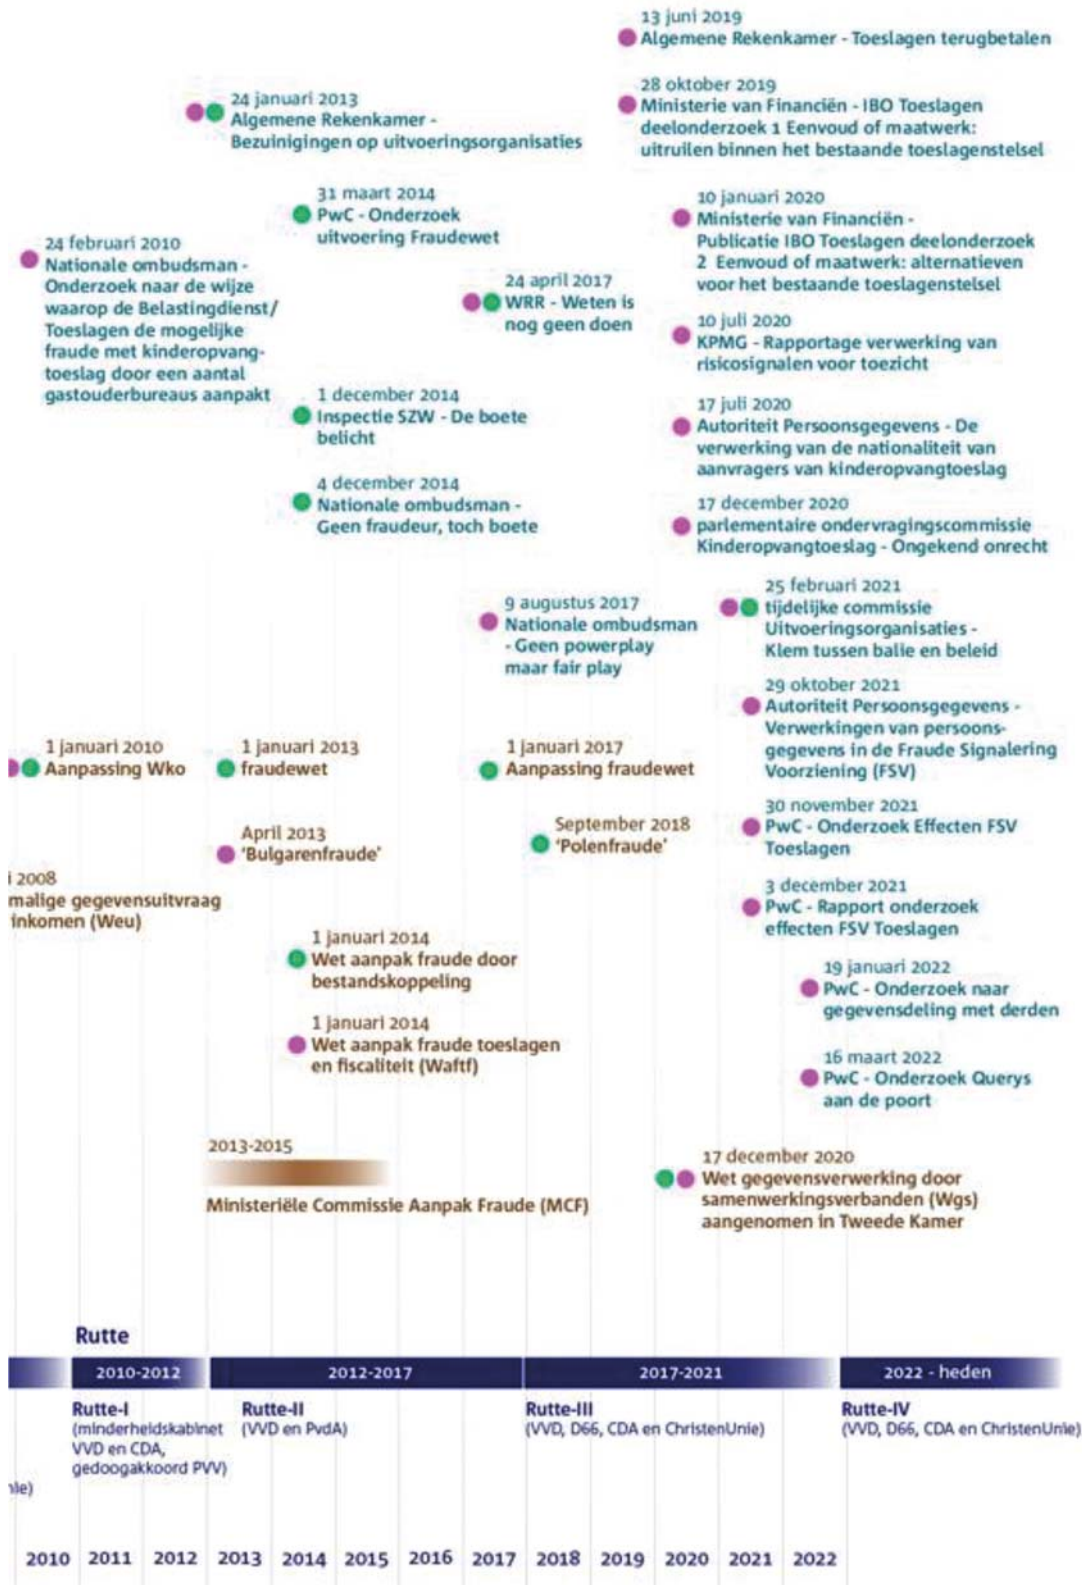 13 juni 2019
Algemene Rekenkamer - Toeslagen terugbetalen
28 oktober 2019
Ministerie van Financiën - IBO Toeslagen
deelonderzoek 1 Eenvoud of maatwerk:
uitruilen binnen het bestaande toeslagenstelsel
24 januari 2013
Algemene Rekenkamer -
Bezuinigingen op uitvoeringsorganisaties
31 maart 2014
PwC - Onderzoek
uitvoering Fraudewet
10 januari 2020
Ministerie van Financiën -
Publicatie IBO Toeslagen deelonderzoek
2 Eenvoud of maatwerk: alternatieven
voor het bestaande toeslagenstelsel
24 februari 2010
Nationale ombudsman -
Onderzoek naar de wijze
waarop de Belastingdienst/
Toeslagen de mogelijke
fraude met kinderopvang-
toeslag door een aantal
gastouderbureaus aanpakt
24 april 2017
WRR - Weten is
nog geen doen
10 juli 2020
KPMG - Rapportage verwerking van
risicosignalen voor toezicht
1 december 2014
Inspectie SZW - De boete
belicht
17 juli 2020
Autoriteit Persoonsgegevens - De
verwerking van de nationaliteit van
aanvragers van kinderopvangtoeslag
4 december 2014
Nationale ombudsman -
Geen fraudeur, toch boete
17 december 2020
parlementaire ondervragingscommissie
Kinderopvangtoeslag - Ongekend onrecht
9 augustus 2017
Nationale ombudsman
- Geen powerplay
maar fair play
25 februari 2021
tijdelijke commissie
Uitvoeringsorganisaties -
Klem tussen balie en beleid
29 oktober 2021
Autoriteit Persoonsgegevens -
Verwerkingen van persoons-
gegevens in de Fraude Signalering
Voorziening (FSV)
1 januari 2010
Aanpassing Wko
1 januari 2013
fraudewet
1 januari 2017
Aanpassing fraudewet
April 2013
'Bulgarenfraude'
September 2018
'Polenfraude'
30 november 2021
PwC - Onderzoek Effecten FSV
Toeslagen
i 2008
malige gegevensuitvraag
inkomen (Weu)
3 december 2021
PwC - Rapport onderzoek
effecten FSV Toeslagen
1 januari 2014
Wet aanpak fraude door
bestandskoppeling
19 januari 2022
PwC - Onderzoek naar
gegevensdeling met derden
1 januari 2014
Wet aanpak fraude toeslagen
en fiscaliteit (Waftf)
16 maart 2022
PwC - Onderzoek Querys
aan de poort
2013-2015
Ministeriële Commissie Aanpak Fraude (MCF)
17 december 2020
Wet gegevensverwerking door
samenwerkingsverbanden (Wgs)
aangenomen in Tweede Kamer
Rutte
2010-2012 2012-2017 2017-2021 2022 - heden
Rutte-I
(minderheidskabinet
VVD en CDA,
gedoogakkoord PVV)
Rutte-II
(VVD en PvdA)
Rutte-III
(VVD, D66, CDA en ChristenUnie)
Rutte-IV
(VVD, D66, CDA en ChristenUnie)
nie)
2010 2011 2012 2013 2014 2015 2016 2017 2018 2019 2020 2021 2022